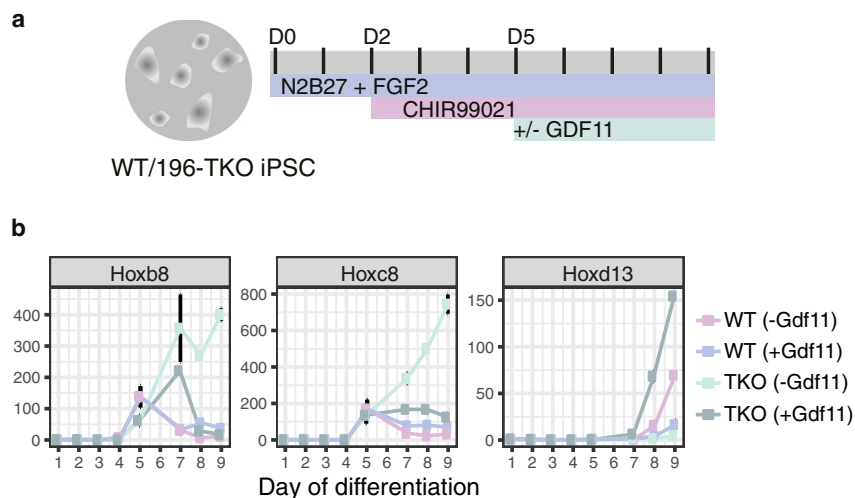 a
D0 D2 D5
N2B27 + FGF2
CHIR99021
+/- GDF11
WT/196-TKO iPSC
b
Hoxb8 Hoxc8 Hoxd13
400
300
200
100
0
800
600
400
200
0
150
100
50
0
1 2 3 4 5 7 8 9
1 2 3 4 5 6 7 8 9
1 2 3 4 5 6 7 8 9
Day of differentiation
WT (-Gdf11)
WT (+Gdf11)
TKO (-Gdf11)
TKO (+Gdf11)